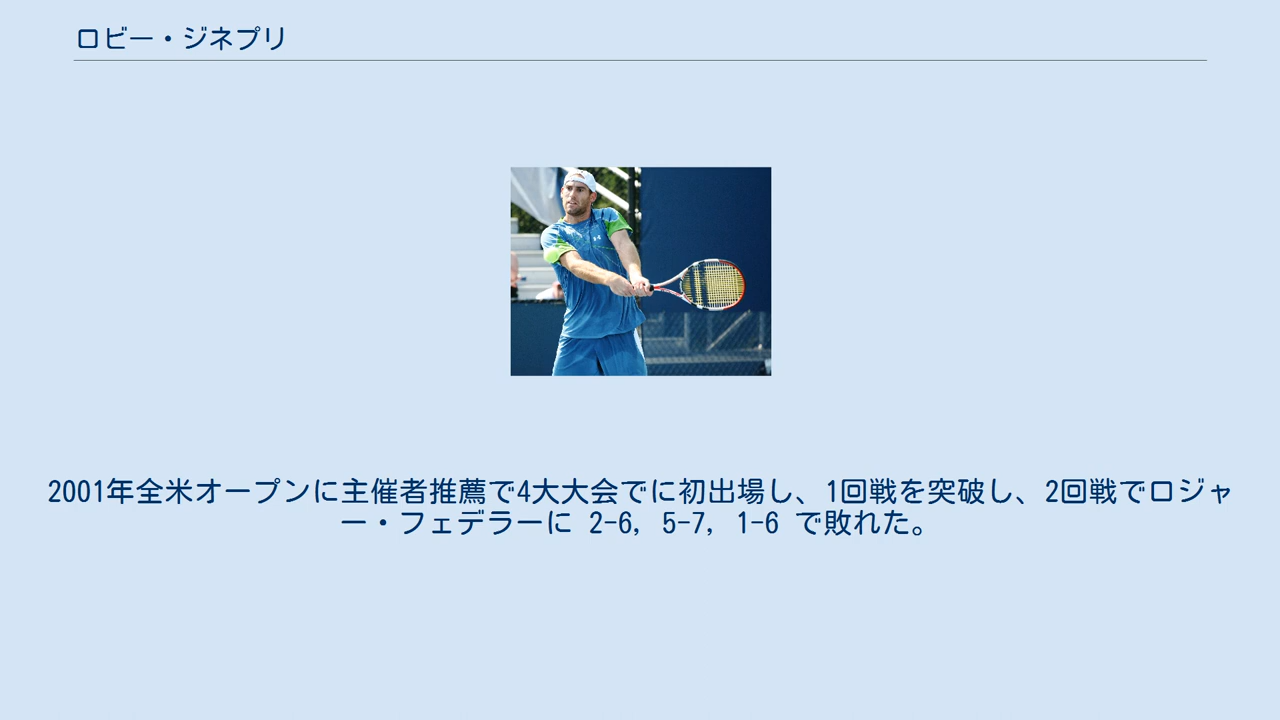 ロビー・ジネプリ
2001年全米オープンに主催者推薦で4大大会でに初出場し、1回戦を突破し、2回戦でロジャ
ー・フェデラーに 2-6, 5-7, 1-6 で敗れた。